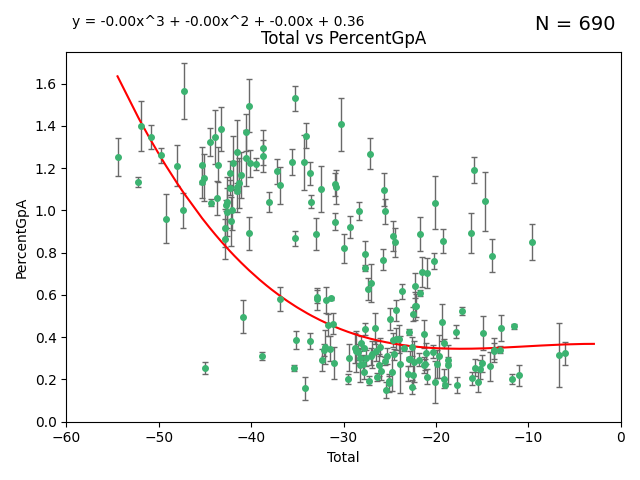 y = -0.00x^3 + -0.00x^2 + -0.00x + 0.36
N = 690
Total vs PercentGpA
PercentGpA
1.6
1.4
1.2
1.0
0.8
0.6
0.4
0.2
0.0
−60 −50 −40 −30 −20 −10 0
Total